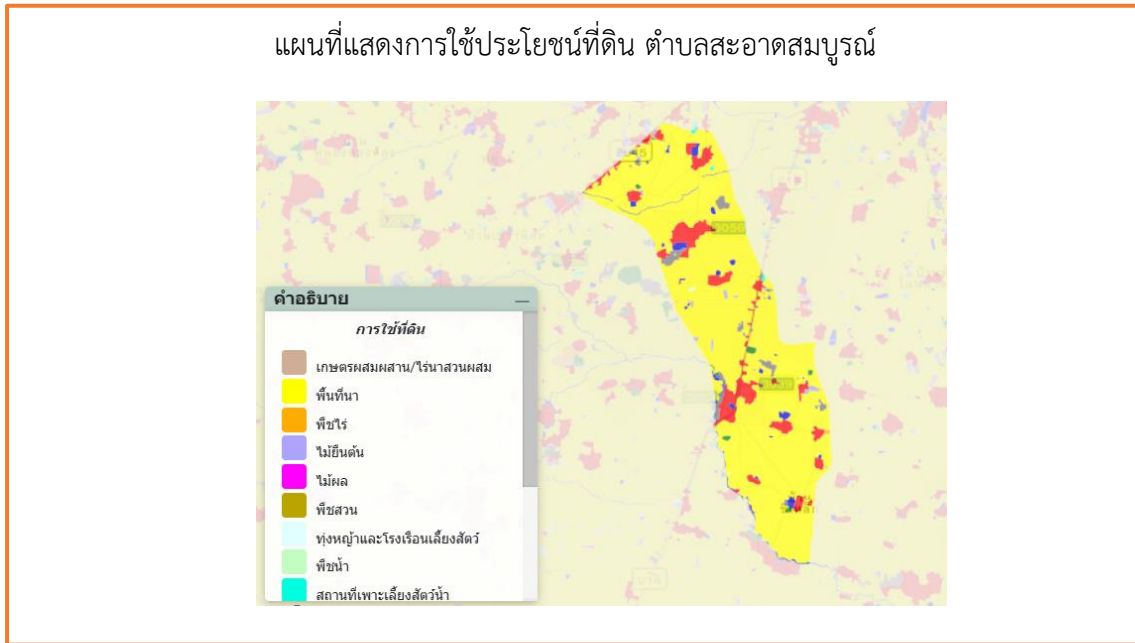 แผนที่แสดงการใช้ประโยชน์ที่ดิน ตำบลสะอาดสมบูรณ์
คำอธิบาย
การใช้ที่ดิน
เกษตรผสมผสาน/ไร่นาสวนผสม
พื้นที่นา
พืชไร่
ไม้ยืนต้น
ไม้ผล
พืชสวน
ทุ่งหญ้าและโรงเรือนเลี้ยงสัตว์
พืชน้ำ
สถานที่เพาะเลี้ยงสัตว์น้ำ